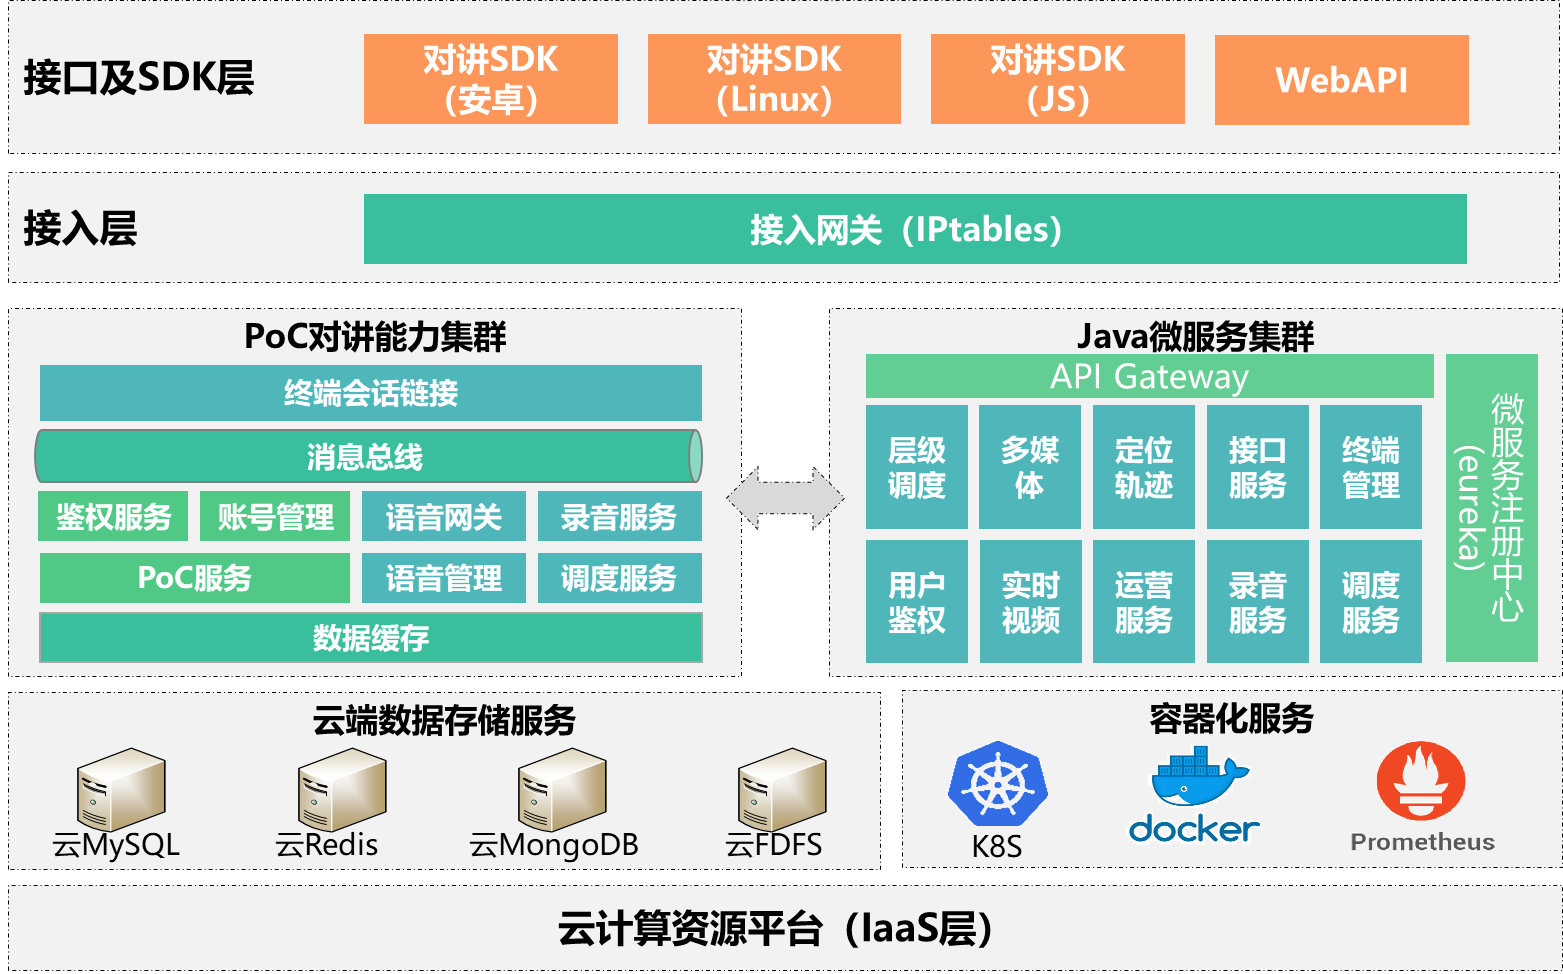 接口及SDK层
对讲SDK
（安卓）
对讲SDK
（Linux）
对讲SDK
（JS）
WebAPI
接入层
接入网关（IPtables）
PoC对讲能力集群
终端会话链接
消息总线
鉴权服务
账号管理
语音网关
录音服务
PoC服务
语音管理
调度服务
数据缓存
Java微服务集群
API Gateway
层级
调度
多媒
体
定位
轨迹
接口
服务
终端
管理
用户
鉴权
实时
视频
运营
服务
录音
服务
调度
服务
微服务注册中心
(eureka)
云端数据存储服务
云MySQL
云Redis
云MongoDB
云FDFS
容器化服务
K8S
docker
Prometheus
云计算资源平台（IaaS层）